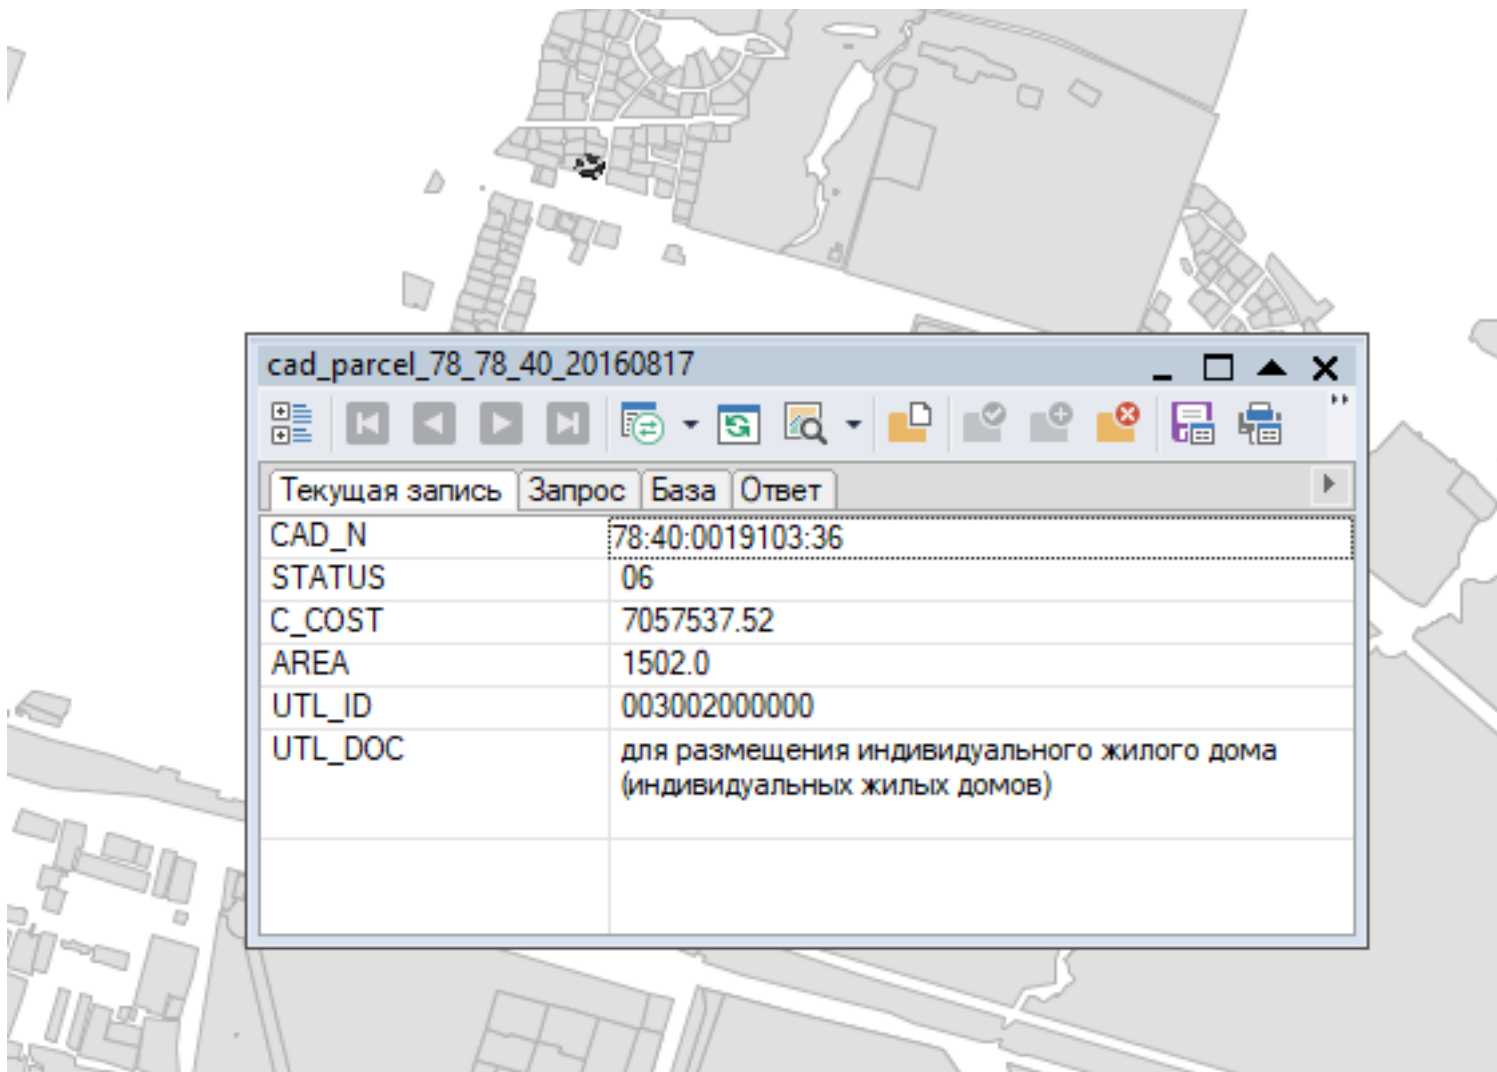 cad_parcel_78_78_40_20160817
Текущая запись Запрос База Ответ
CAD_N 78:40:0019103:36
STATUS 06
C_COST 7057537.52
AREA 1502.0
UTL_ID 003002000000
UTL_DOC для размещения индивидуального жилого дома
(индивидуальных жилых домов)